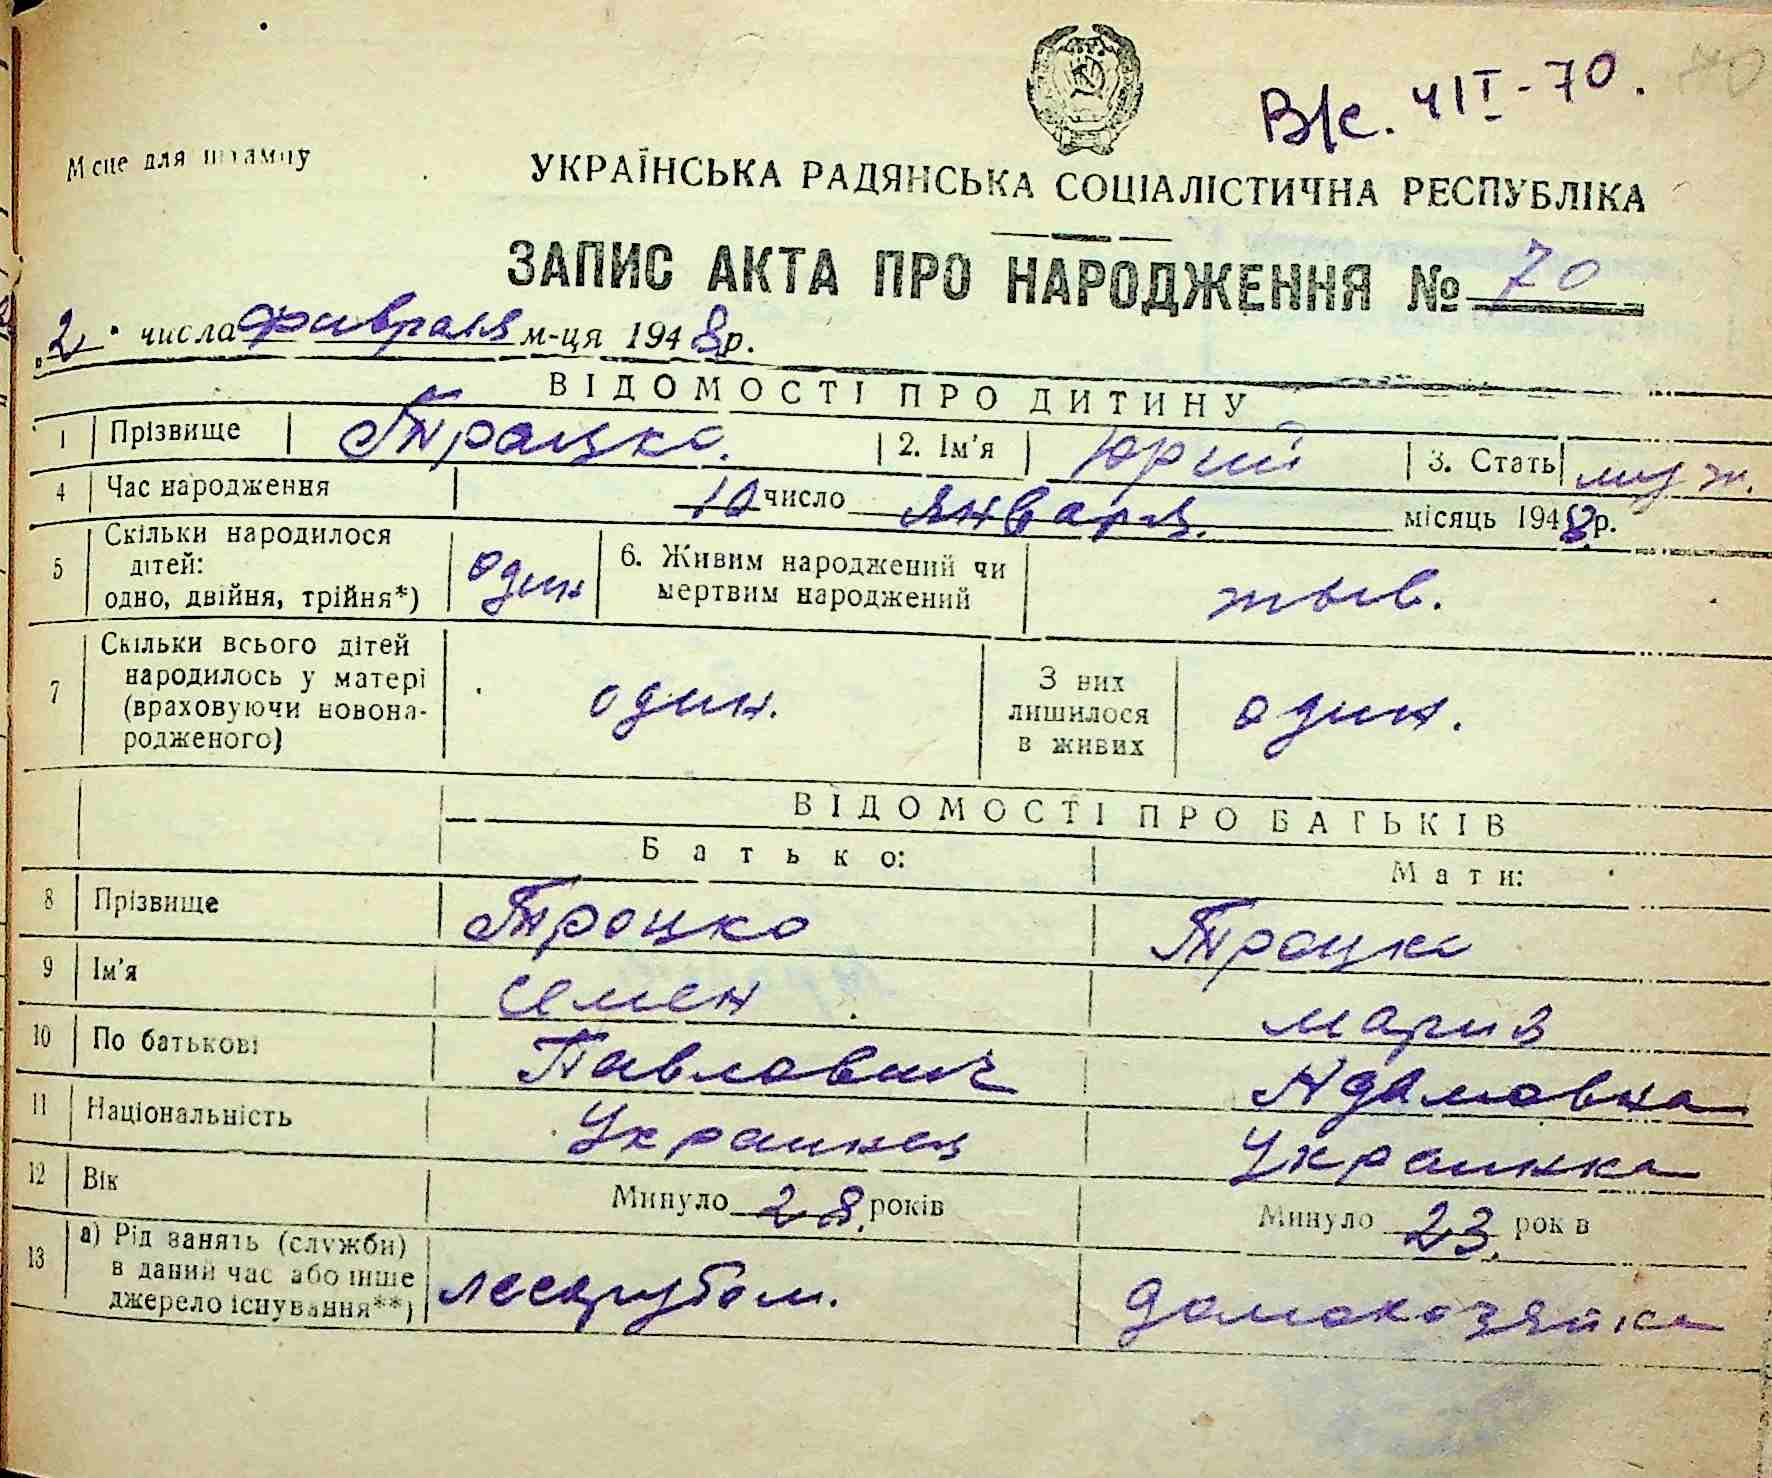 В/с. ЧІІ-70.
Місце для штампу
УКРАЇНСЬКА РАДЯНСЬКА СОЦІАЛІСТИЧНА РЕСПУБЛІКА
ЗАПИС АКТА ПРО НАРОДЖЕННЯ № 70
„2" числа февраля м-ця 1948 р.
ВІДОМОСТІ ПРО ДИТИНУ
1 Прізвище Троцко. 2. Ім'я Юрий 3. Стать муж.
4 Час народження 10 число января. місяць 1948 р.
5 Скільки народилося дітей: одно, двійня, трійня*) один 6. Живим народжений чи мертвим народжений жив.
7 Скільки всього дітей народилось у матері (враховуючи новонародженого) один. З них лишилося в живих один.
ВІДОМОСТІ ПРО БАТЬКІВ
Батько: Мати:
8 Прізвище Троцко Троцко
9 Ім'я Семен Мария
10 По батькові Павлович Адамовна
11 Національність Украинец Украинка
12 Вік Минуло 28. років Минуло 23. років
13 а) Рід занять (служби) в даний час або інше джерело існування**) лесорубом. домохозяйка